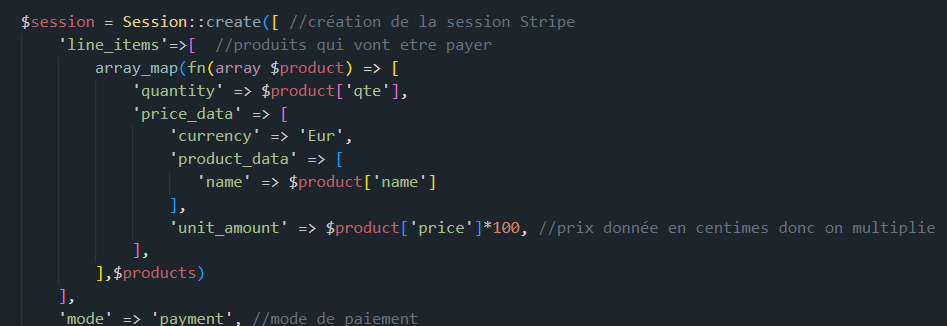 $session = Session::create([ //création de la session Stripe
'line_items'=>[ //produits qui vont etre payer
array_map(fn(array $product) => [
'quantity' => $product['qte'],
'price_data' => [
'currency' => 'Eur',
'product_data' => [
'name' => $product['name']
],
'unit_amount' => $product['price']*100, //prix donnée en centimes donc on multiplie
],
],$products)
],
'mode' => 'payment', //mode de paiement